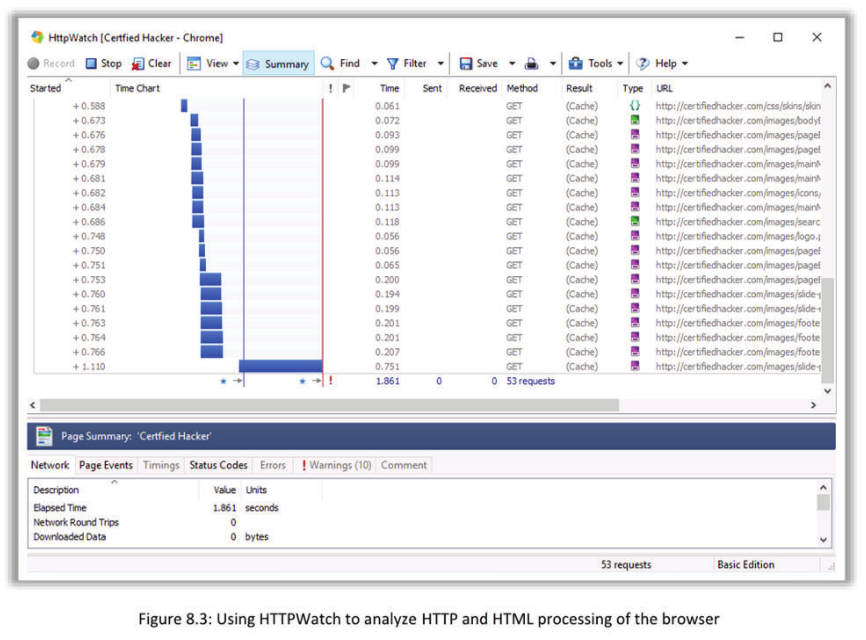 HttpWatch [Certfied Hacker - Chrome]
Record Stop Clear View Summary Find Filter Save Tools Help
Started Time Chart ! Time Sent Received Method Result Type URL
+ 0.588 0.061 GET (Cache) {} http://certifiedhacker.com/css/skins/skin
+ 0.673 0.072 GET (Cache) http://certifiedhacker.com/images/bodyE
+ 0.676 0.093 GET (Cache) http://certifiedhacker.com/images/pageE
+ 0.678 0.099 GET (Cache) http://certifiedhacker.com/images/pageE
+ 0.679 0.099 GET (Cache) http://certifiedhacker.com/images/mainM
+ 0.681 0.114 GET (Cache) http://certifiedhacker.com/images/mainM
+ 0.682 0.113 GET (Cache) http://certifiedhacker.com/images/icons,
+ 0.684 0.113 GET (Cache) http://certifiedhacker.com/images/mainM
+ 0.686 0.118 GET (Cache) http://certifiedhacker.com/images/searc
+ 0.748 0.056 GET (Cache) http://certifiedhacker.com/images/logo.p
+ 0.750 0.056 GET (Cache) http://certifiedhacker.com/images/pageE
+ 0.751 0.065 GET (Cache) http://certifiedhacker.com/images/pageE
+ 0.753 0.200 GET (Cache) http://certifiedhacker.com/images/pageE
+ 0.760 0.194 GET (Cache) http://certifiedhacker.com/images/slide-p
+ 0.761 0.199 GET (Cache) http://certifiedhacker.com/images/slide-
+ 0.763 0.201 GET (Cache) http://certifiedhacker.com/images/foote
+ 0.764 0.201 GET (Cache) http://certifiedhacker.com/images/foote
+ 0.766 0.207 GET (Cache) http://certifiedhacker.com/images/foote
+ 1.110 0.751 GET (Cache) http://certifiedhacker.com/images/slide-p
! 1.861 0 0 53 requests
Page Summary: 'Certfied Hacker'
Network Page Events Timings Status Codes Errors ! Warnings (10) Comment
Description Value Units
Elapsed Time 1.861 seconds
Network Round Trips 0
Downloaded Data 0 bytes
53 requests Basic Edition
Figure 8.3: Using HTTPWatch to analyze HTTP and HTML processing of the browser